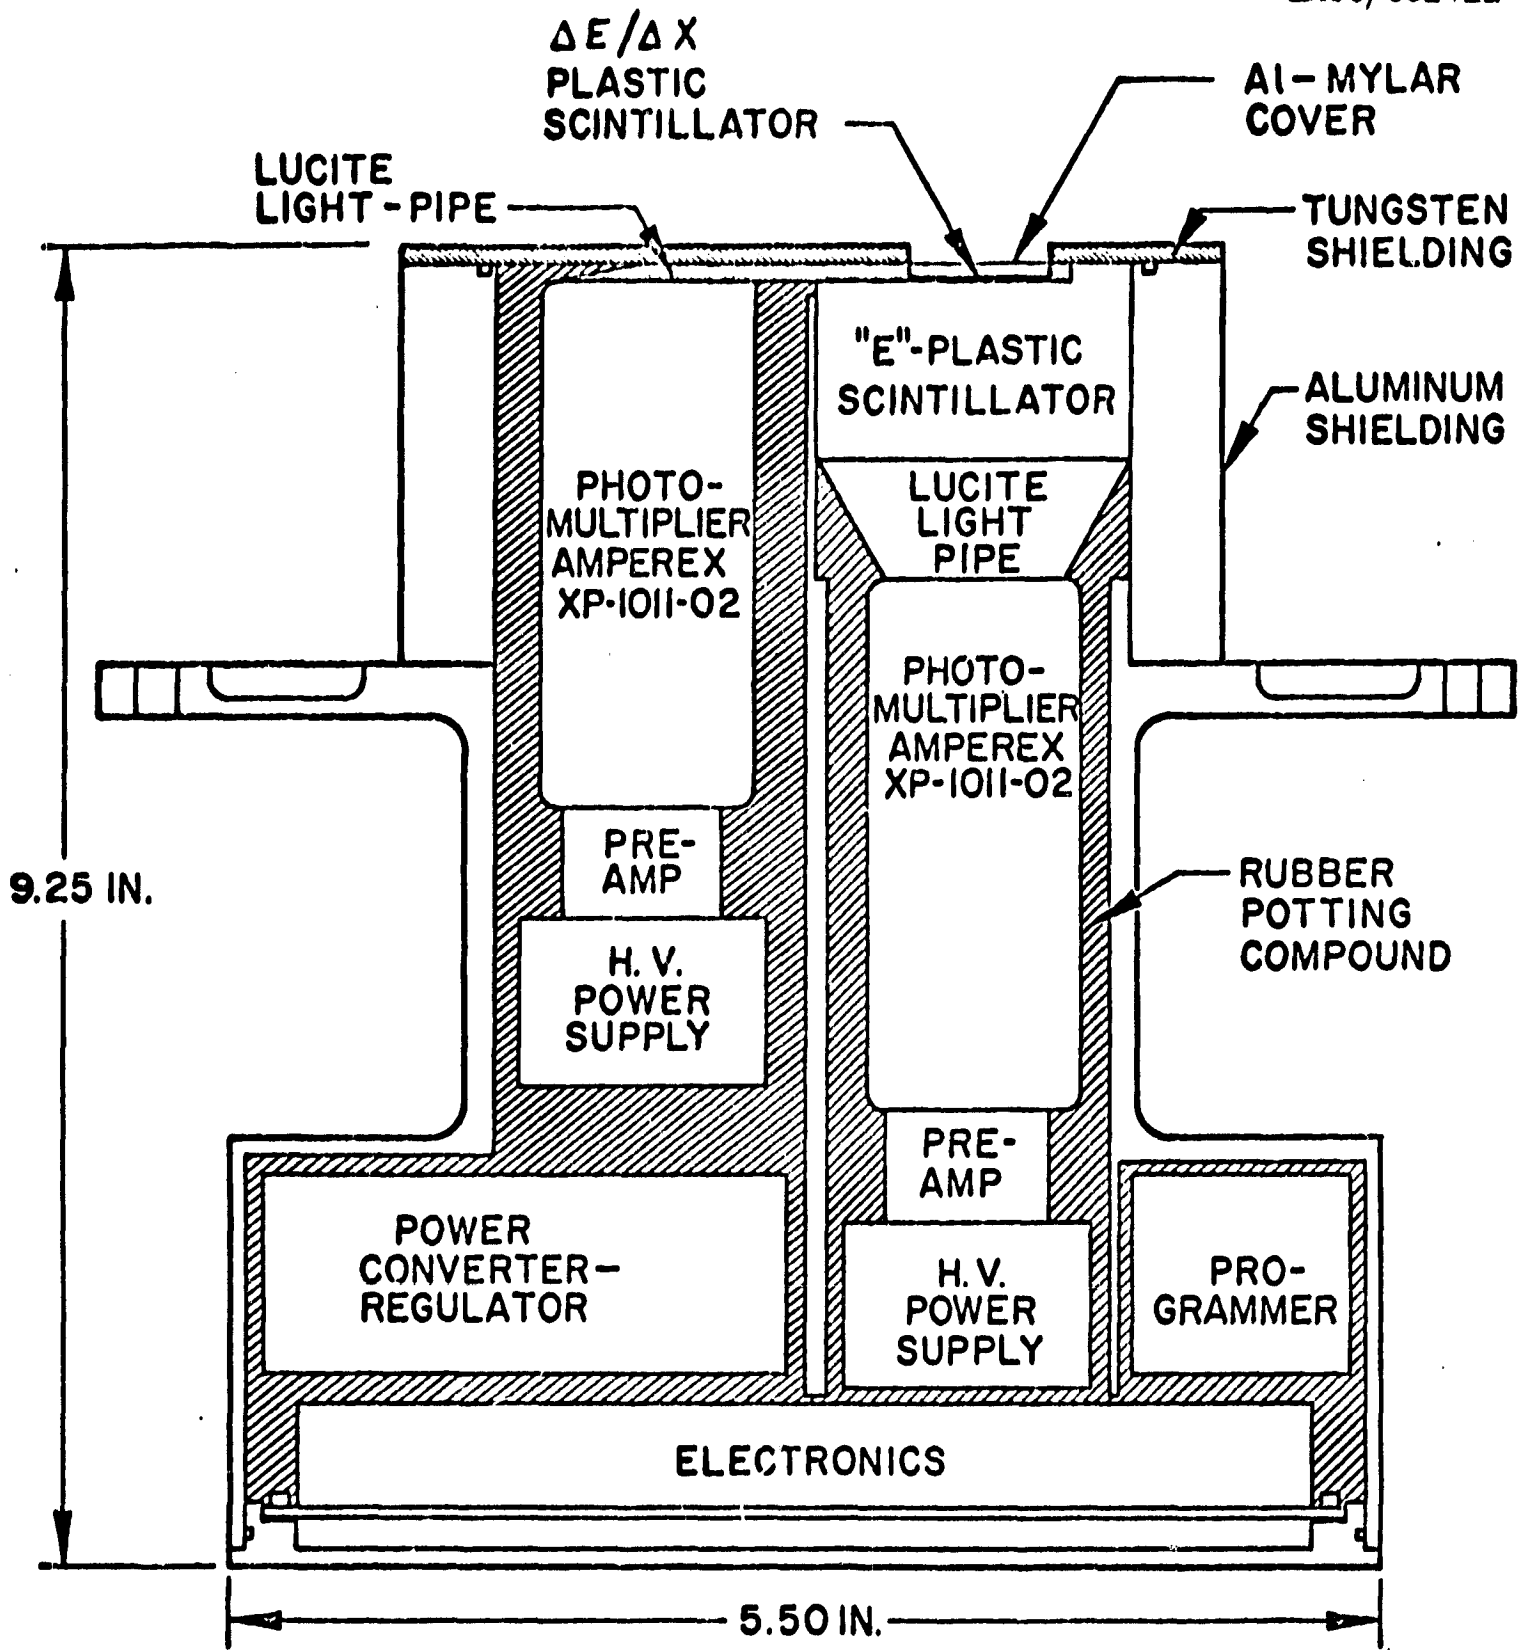 ΔE/ΔX
PLASTIC
SCINTILLATOR
Al-MYLAR
COVER
LUCITE
LIGHT-PIPE
TUNGSTEN
SHIELDING
"E"-PLASTIC
SCINTILLATOR
ALUMINUM
SHIELDING
PHOTO-
MULTIPLIER
AMPEREX
XP-1011-02
LUCITE
LIGHT
PIPE
PHOTO-
MULTIPLIER
AMPEREX
XP-1011-02
PRE-
AMP
9.25 IN.
RUBBER
POTTING
COMPOUND
H. V.
POWER
SUPPLY
PRE-
AMP
POWER
CONVERTER-
REGULATOR
H. V.
POWER
SUPPLY
PRO-
GRAMMER
ELECTRONICS
5.50 IN.